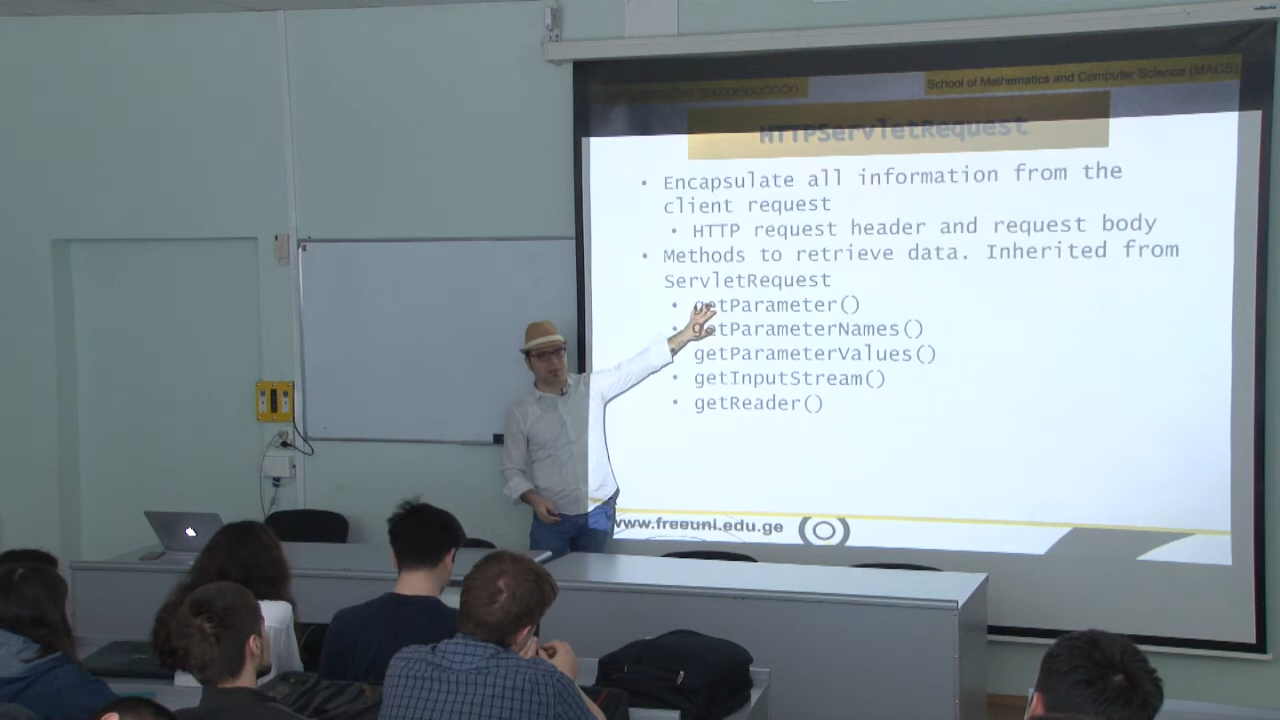 School of Mathematics and Computer Science (MACS)
HTTPServletRequest
• Encapsulate all information from the
client request
• HTTP request header and request body
• Methods to retrieve data. Inherited from
ServletRequest
• getParameter()
• getParameterNames()
• getParameterValues()
• getInputStream()
• getReader()
www.freeuni.edu.ge